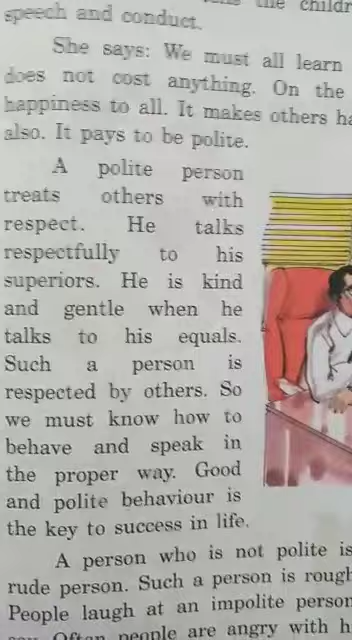 the childr
speech and conduct.
She says: We must all learn
does not cost anything. On the
happiness to all. It makes others ha
also. It pays to be polite.
A polite person
treats others with
respect. He talks
respectfully to his
superiors. He is kind
and gentle when he
talks to his equals.
Such a person is
respected by others. So
we must know how to
behave and speak in
the proper way. Good
and polite behaviour is
the key to success in life.
A person who is not polite is
rude person. Such a person is rough
People laugh at an impolite person
Often people are angry with h